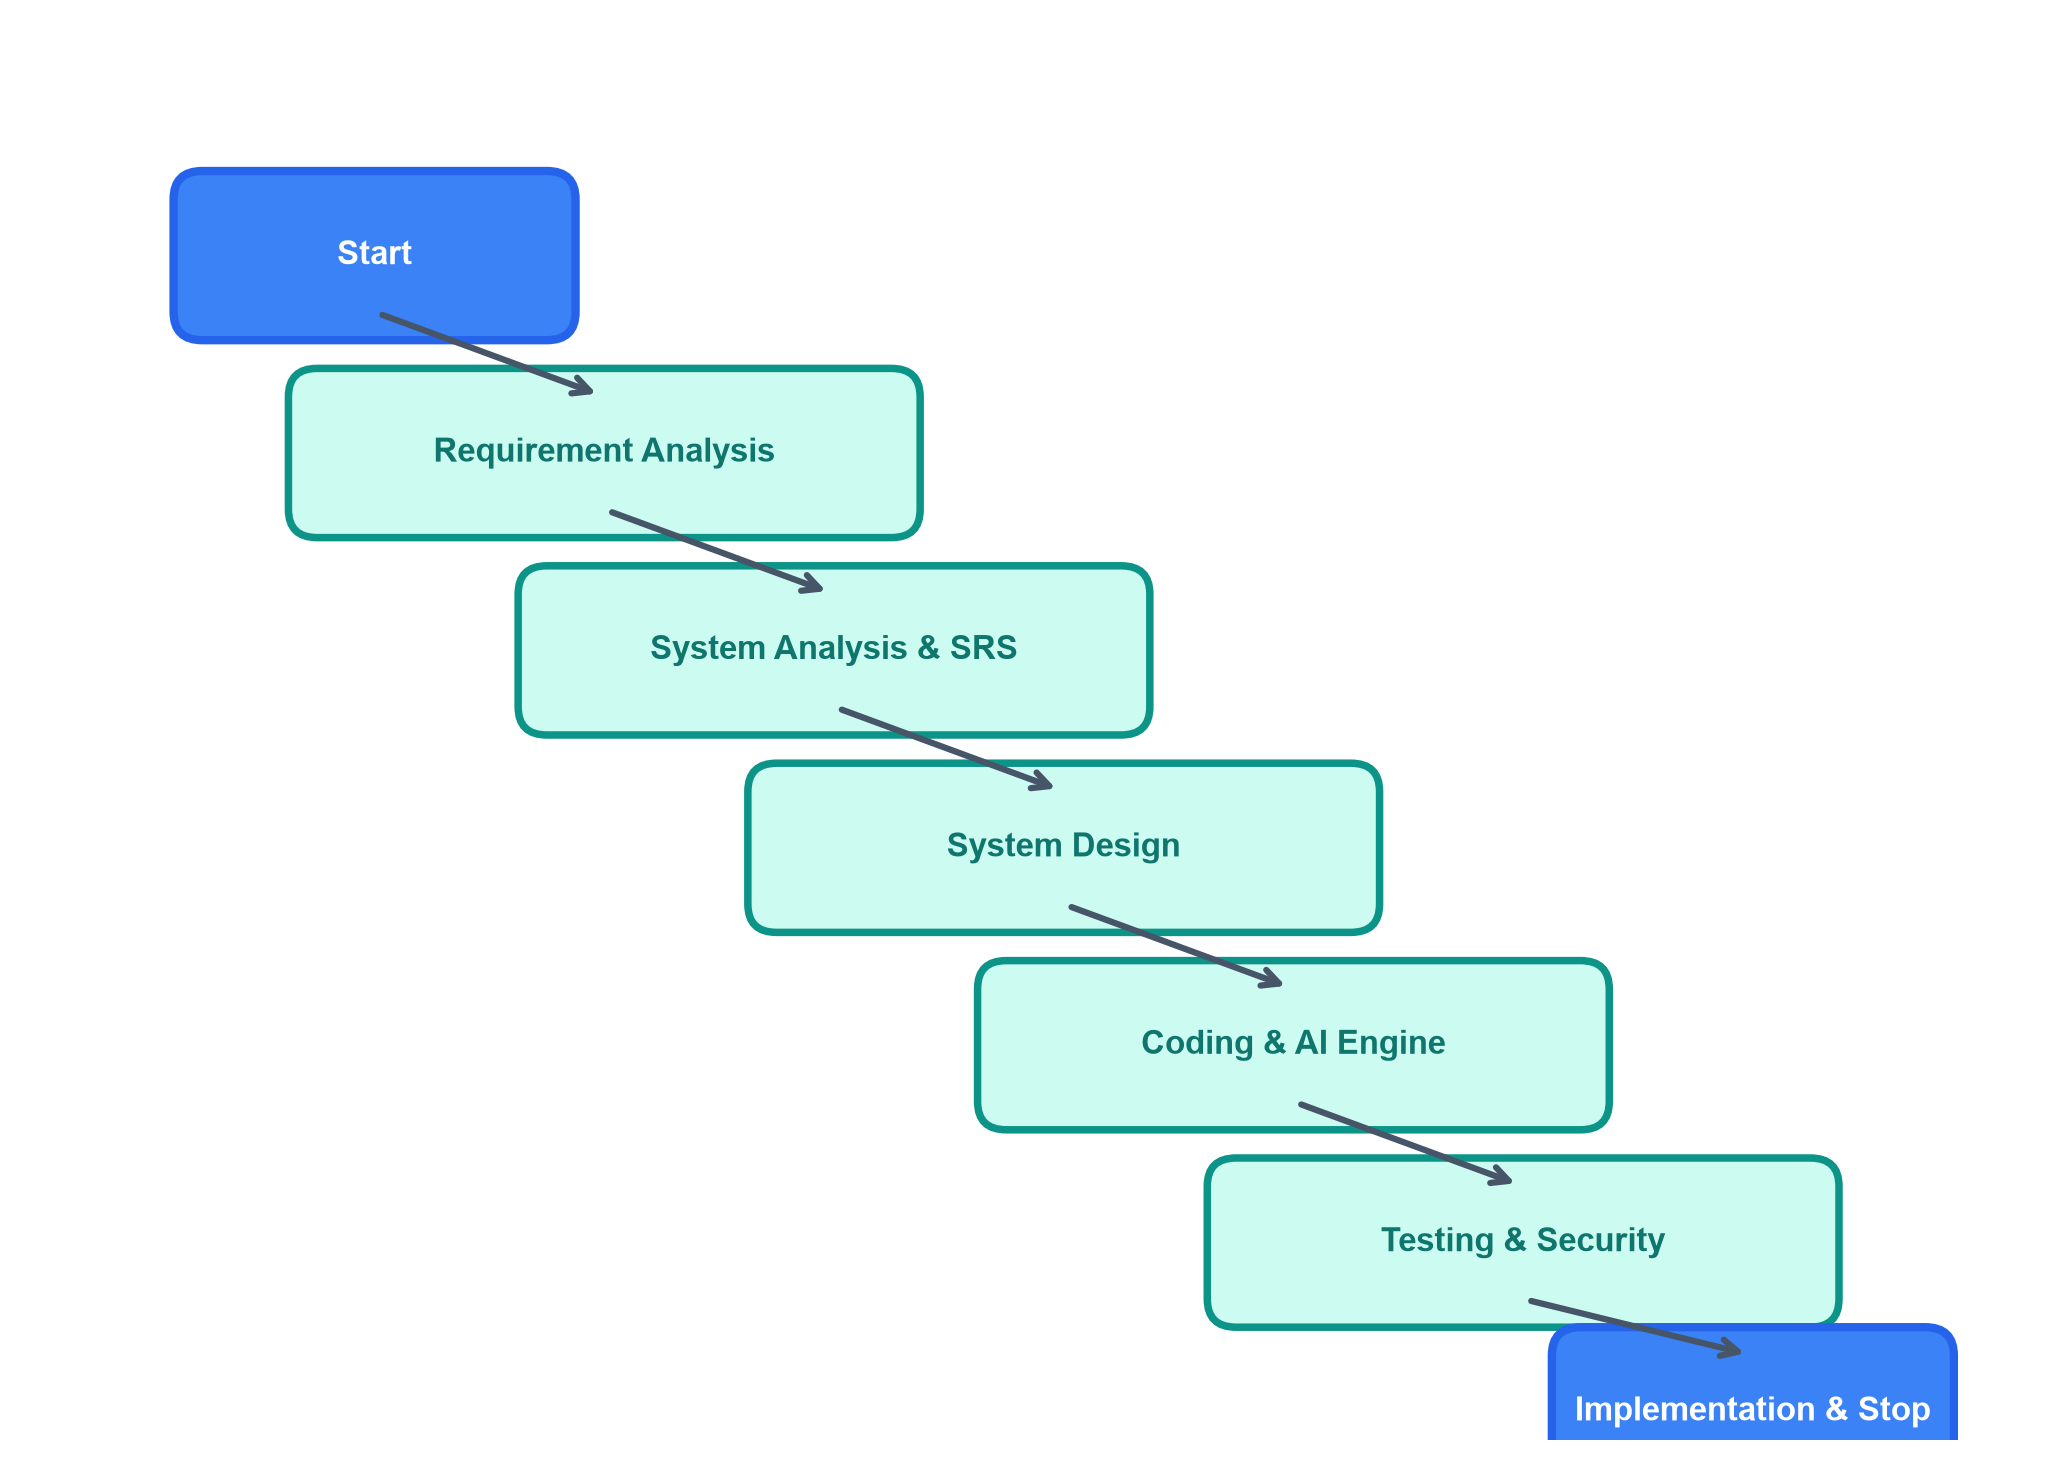 Start
Requirement Analysis
System Analysis & SRS
System Design
Coding & AI Engine
Testing & Security
Implementation & Stop